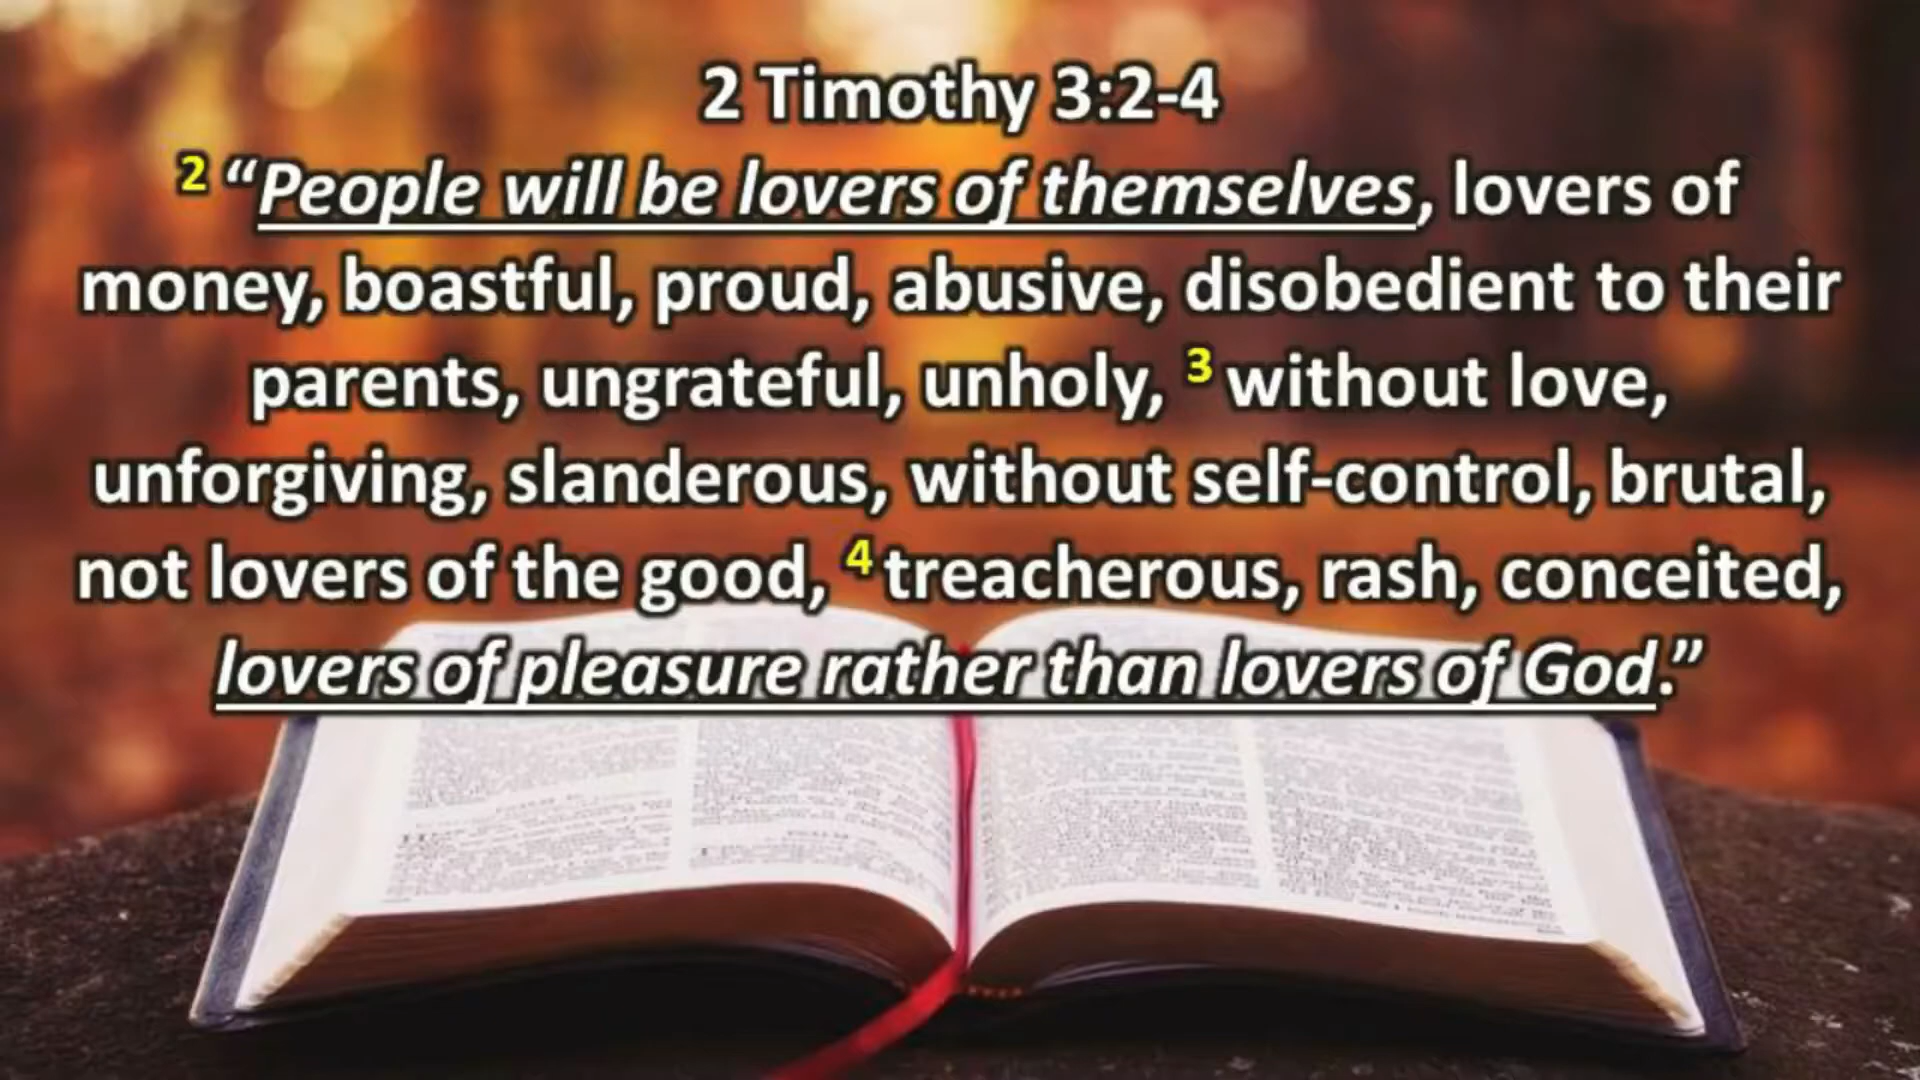 2 Timothy 3:2-4
2 “People will be lovers of themselves, lovers of
money, boastful, proud, abusive, disobedient to their
parents, ungrateful, unholy, 3 without love,
unforgiving, slanderous, without self-control, brutal,
not lovers of the good, 4 treacherous, rash, conceited,
lovers of pleasure rather than lovers of God.”